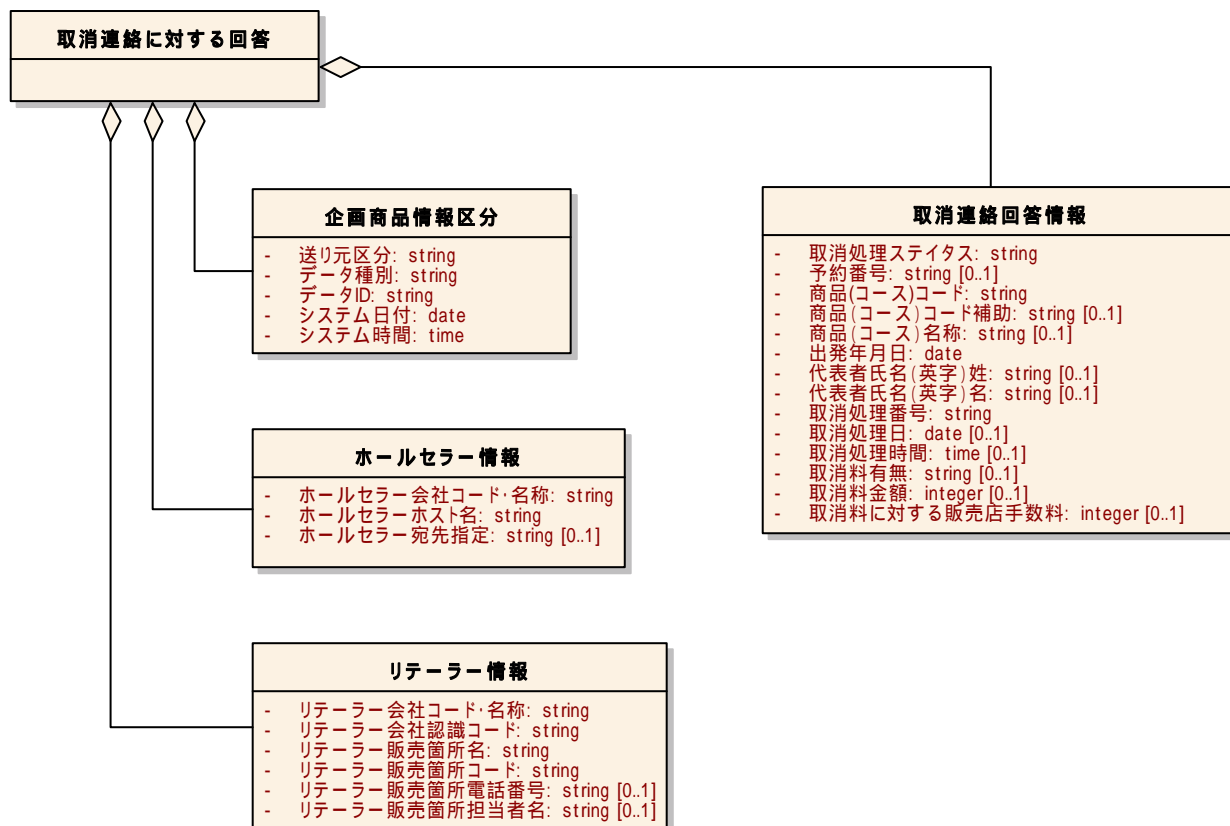 取消連絡に対する回答
企画商品情報区分
- 送り元区分: string
- データ種別: string
- データID: string
- システム日付: date
- システム時間: time
取消連絡回答情報
- 取消処理ステイタス: string
- 予約番号: string [0..1]
- 商品(コース)コード: string
- 商品(コース)コード補助: string [0..1]
- 商品(コース)名称: string [0..1]
- 出発年月日: date
- 代表者氏名(英字)姓: string [0..1]
- 代表者氏名(英字)名: string [0..1]
- 取消処理番号: string
- 取消処理日: date [0..1]
- 取消処理時間: time [0..1]
- 取消料有無: string [0..1]
- 取消料金額: integer [0..1]
- 取消料に対する販売店手数料: integer [0..1]
ホールセラー情報
- ホールセラー会社コード・名称: string
- ホールセラーホスト名: string
- ホールセラー宛先指定: string [0..1]
リテーラー情報
- リテーラー会社コード・名称: string
- リテーラー会社認識コード: string
- リテーラー販売箇所名: string
- リテーラー販売箇所コード: string
- リテーラー販売箇所電話番号: string [0..1]
- リテーラー販売箇所担当者名: string [0..1]